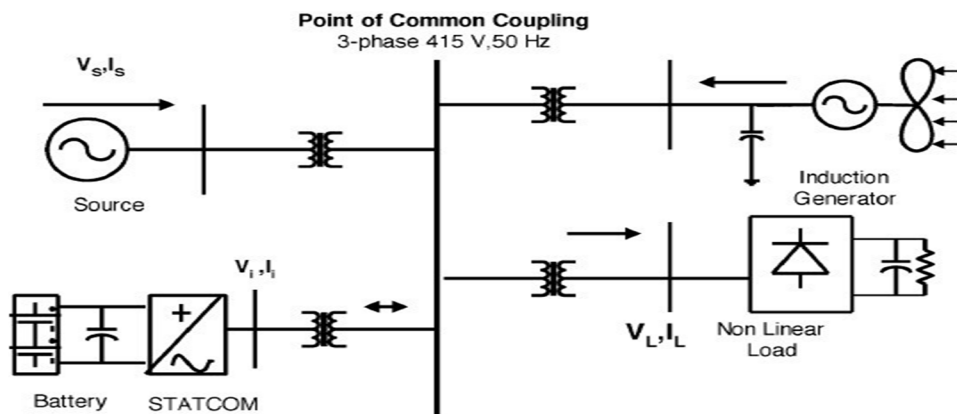 Point of Common Coupling
3-phase 415 V,50 Hz
Vs,Is
Source
Induction
Generator
Vi,Ii
VL,IL
Non Linear
Load
Battery
STATCOM